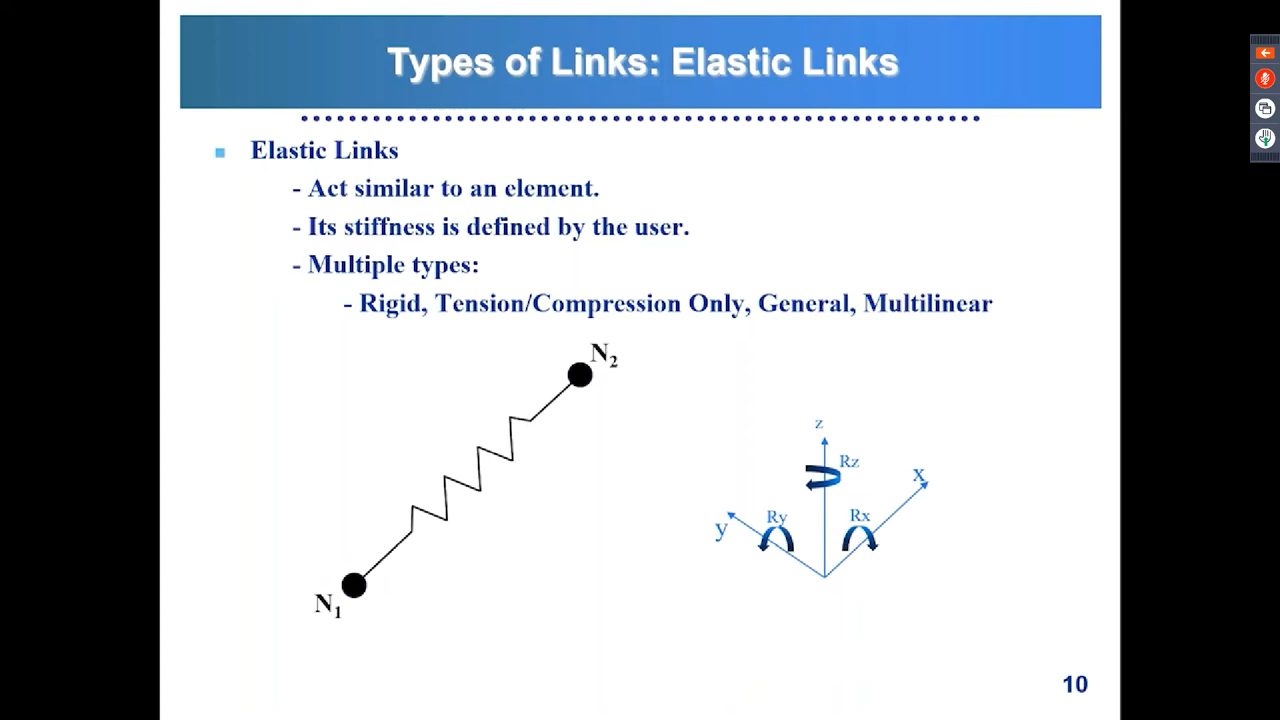 Types of Links: Elastic Links
Elastic Links
- Act similar to an element.
- Its stiffness is defined by the user.
- Multiple types:
- Rigid, Tension/Compression Only, General, Multilinear
N2
N1
z
Rz
x
Ry
Rx
y
10